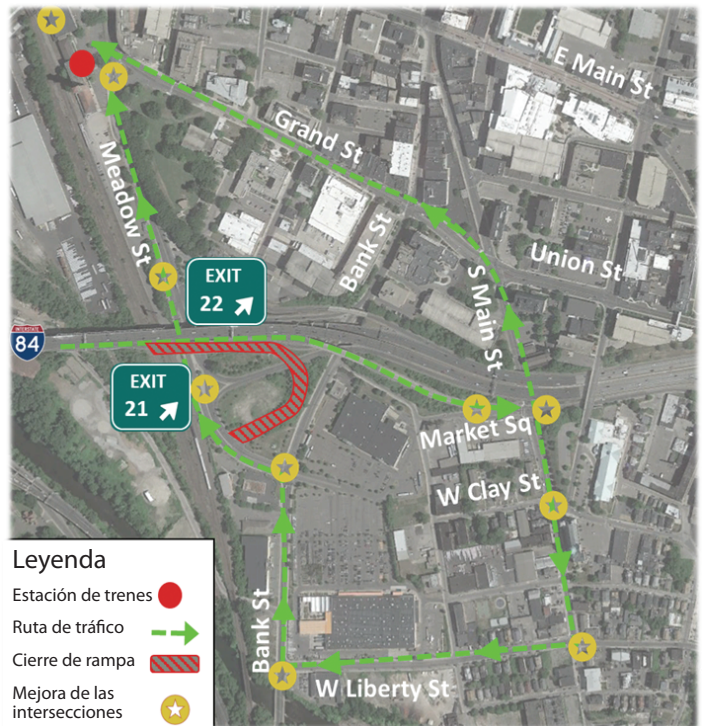 E Main St
Grand St
Meadow St
Bank St
Union St
S Main St
EXIT
22
INTERSTATE
84
EXIT
21
Market Sq
W Clay St
Bank St
W Liberty St
Leyenda
Estación de trenes
Ruta de tráfico
Cierre de rampa
Mejora de las
intersecciones